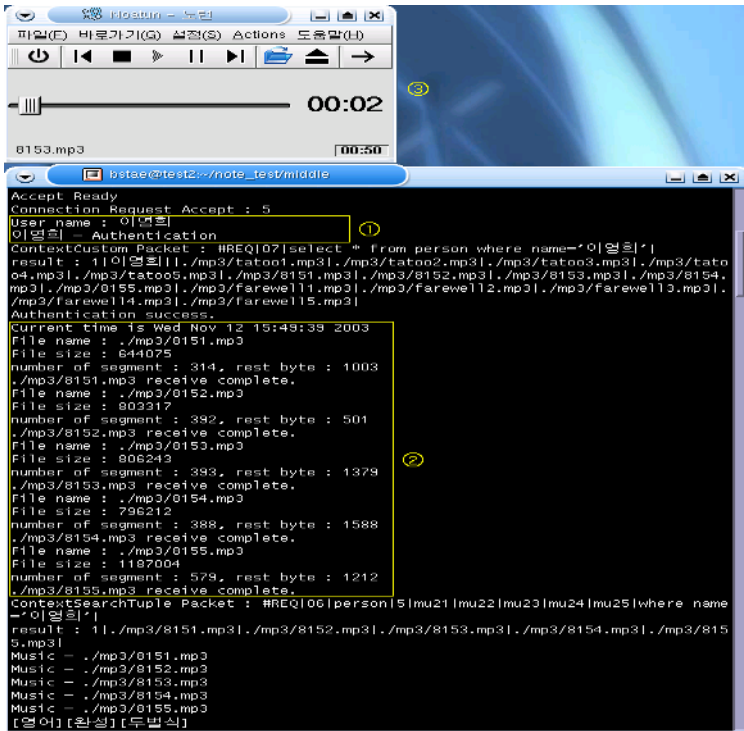 Noatun – 누턴
파일(F) 바로가기(G) 설정(S) Actions 도움말(H)
00:02
8153.mp3
00:50
③
bstae@test2:~/note_test/middle
Accept Ready
Connection Request Accept : 5
User name : 이영희
이영희 – Authentication
①
ContextCustom Packet : #REQ|07|select * from person where name='이영희'|
result : 1|이영희||./mp3/tatoo1.mp3|./mp3/tatoo2.mp3|./mp3/tatoo3.mp3|./mp3/tato
o4.mp3|./mp3/tatoo5.mp3|./mp3/8151.mp3|./mp3/8152.mp3|./mp3/8153.mp3|./mp3/8154.
mp3|./mp3/8155.mp3|./mp3/farewell1.mp3|./mp3/farewell2.mp3|./mp3/farewell3.mp3|.
/mp3/farewell4.mp3|./mp3/farewell5.mp3|
Authentication success.
Current time is Wed Nov 12 15:49:39 2003
File name : ./mp3/8151.mp3
File size : 644075
number of segment : 314, rest byte : 1003
./mp3/8151.mp3 receive complete.
File name : ./mp3/8152.mp3
File size : 803317
number of segment : 392, rest byte : 501
./mp3/8152.mp3 receive complete.
File name : ./mp3/8153.mp3
File size : 806243
②
number of segment : 393, rest byte : 1379
./mp3/8153.mp3 receive complete.
File name : ./mp3/8154.mp3
File size : 796212
number of segment : 388, rest byte : 1588
./mp3/8154.mp3 receive complete.
File name : ./mp3/8155.mp3
File size : 1187004
number of segment : 579, rest byte : 1212
./mp3/8155.mp3 receive complete.
ContextSearchTuple Packet : #REQ|06|person|5|mu21|mu22|mu23|mu24|mu25|where name
='이영희'|
result : 1|./mp3/8151.mp3|./mp3/8152.mp3|./mp3/8153.mp3|./mp3/8154.mp3|./mp3/815
5.mp3|
Music – ./mp3/8151.mp3
Music – ./mp3/8152.mp3
Music – ./mp3/8153.mp3
Music – ./mp3/8154.mp3
Music – ./mp3/8155.mp3
[영어][완성][두벌식]